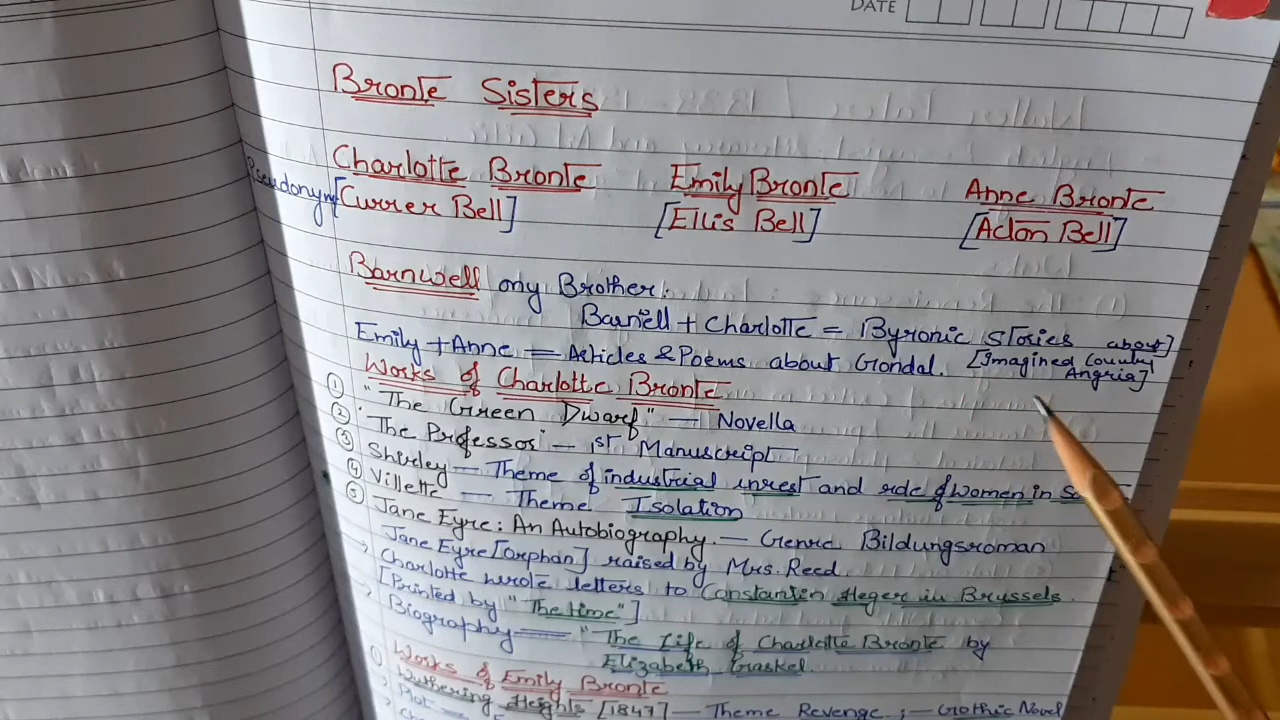 DATE
Bronte Sisters
Charlotte Bronte Emily Bronte Anne Bronte
Pseudonym [Currer Bell] [Ellis Bell] [Acton Bell]
Barnwell only Brother:
Barnell + Charlotte = Byronic stories about]
Emily + Anne = Articles & Poems about Gondal. [Imagined Country Angria]
Works of Charlotte Bronte
① "The Green Dwarf" — Novella
② "The Professor" — 1st Manuscript
③ Shirley — Theme of industrial unrest and role of Women in
④ Villette — Theme Isolation
⑤ Jane Eyre: An Autobiography. — Genre Bildungsroman
Jane Eyre [orphan] raised by Mrs. Reed.
Charlotte wrote letters to Constantin Heger in Brussels.
[Printed by "The time"]
Biography — "The Life of Charlotte Bronte by
Elizabeth Graskel.
Works of Emily Bronte
① Wuthering Heights [1847] — Theme Revenge; — Gothic Novel
Plot —